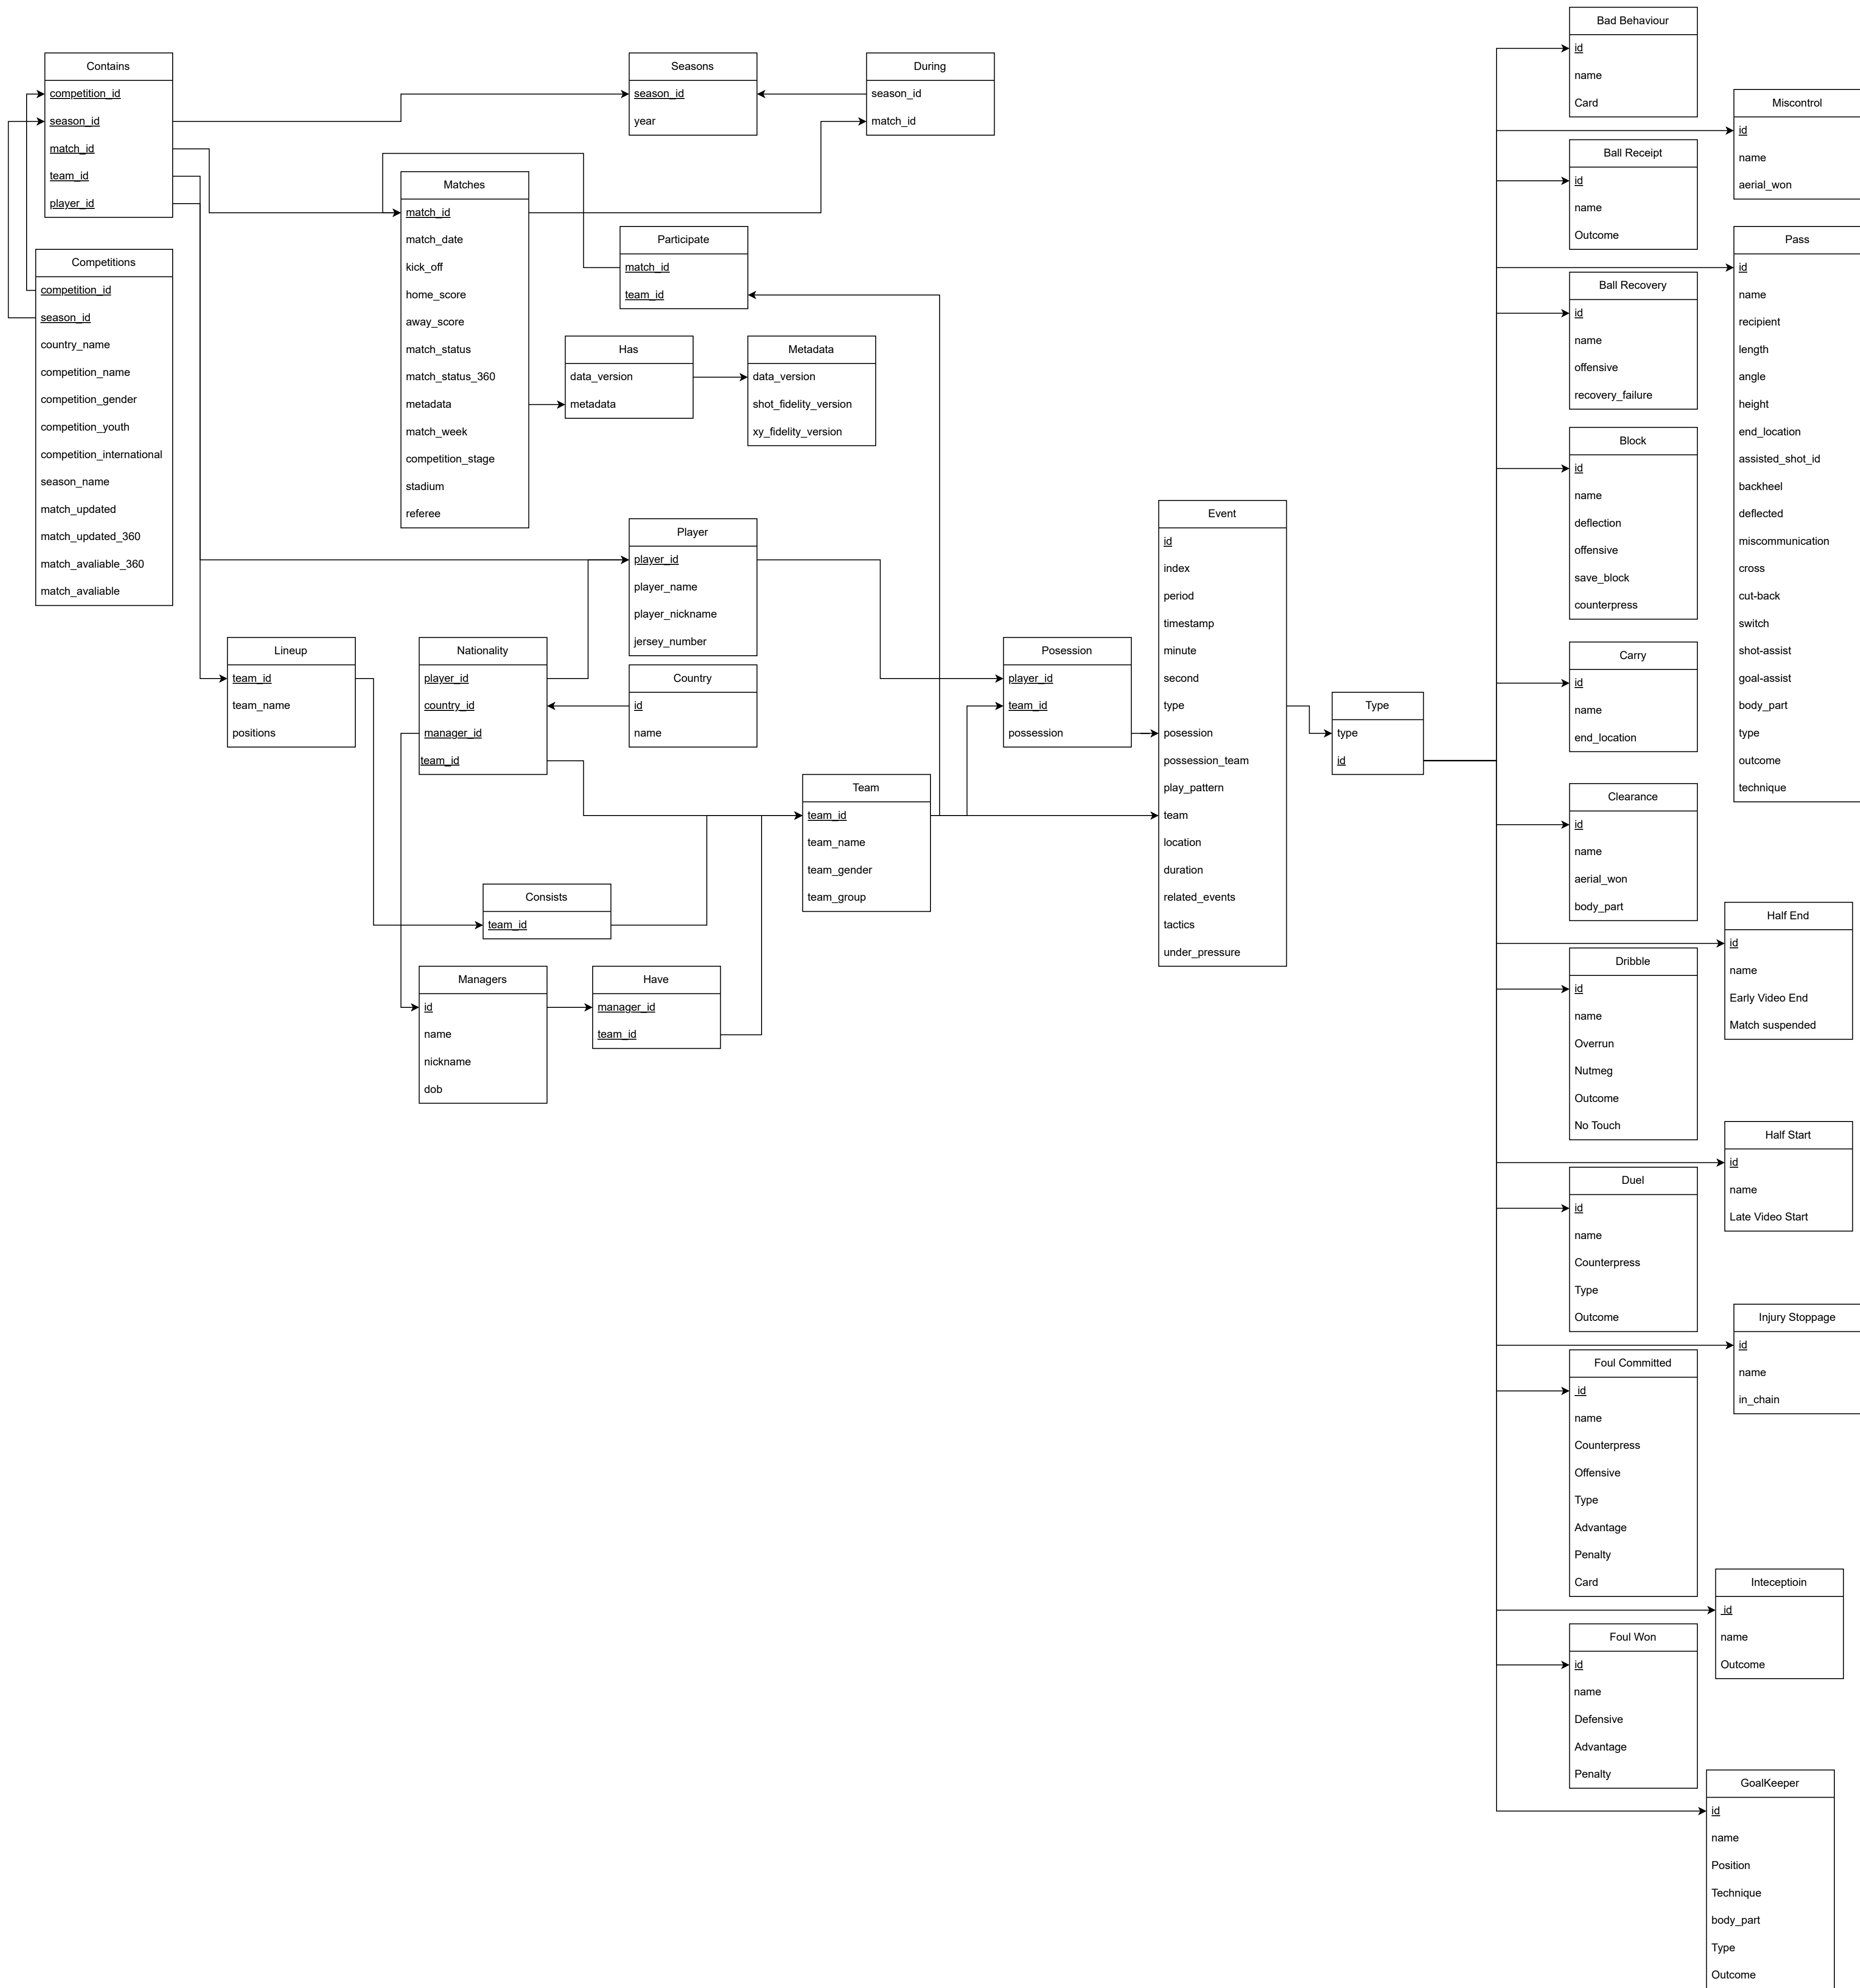 Contains
competition_id
season_id
match_id
team_id
player_id
Competitions
competition_id
season_id
country_name
competition_name
competition_gender
competition_youth
competition_international
season_name
match_updated
match_updated_360
match_avaliable_360
match_avaliable
Seasons
season_id
year
During
season_id
match_id
Matches
match_id
match_date
kick_off
home_score
away_score
match_status
match_status_360
metadata
match_week
competition_stage
stadium
referee
Participate
match_id
team_id
Has
data_version
metadata
Metadata
data_version
shot_fidelity_version
xy_fidelity_version
Player
player_id
player_name
player_nickname
jersey_number
Lineup
team_id
team_name
positions
Nationality
player_id
country_id
manager_id
team_id
Country
id
name
Team
team_id
team_name
team_gender
team_group
Consists
team_id
Managers
id
name
nickname
dob
Have
manager_id
team_id
Posession
player_id
team_id
possession
Event
id
index
period
timestamp
minute
second
type
posession
possession_team
play_pattern
team
location
duration
related_events
tactics
under_pressure
Type
type
id
Bad Behaviour
id
name
Card
Ball Receipt
id
name
Outcome
Ball Recovery
id
name
offensive
recovery_failure
Block
id
name
deflection
offensive
save_block
counterpress
Carry
id
name
end_location
Clearance
id
name
aerial_won
body_part
Dribble
id
name
Overrun
Nutmeg
Outcome
No Touch
Duel
id
name
Counterpress
Type
Outcome
Foul Committed
id
name
Counterpress
Offensive
Type
Advantage
Penalty
Card
Foul Won
id
name
Defensive
Advantage
Penalty
Miscontrol
id
name
aerial_won
Pass
id
name
recipient
length
angle
height
end_location
assisted_shot_id
backheel
deflected
miscommunication
cross
cut-back
switch
shot-assist
goal-assist
body_part
type
outcome
technique
Half End
id
name
Early Video End
Match suspended
Half Start
id
name
Late Video Start
Injury Stoppage
id
name
in_chain
Inteceptioin
id
name
Outcome
GoalKeeper
id
name
Position
Technique
body_part
Type
Outcome